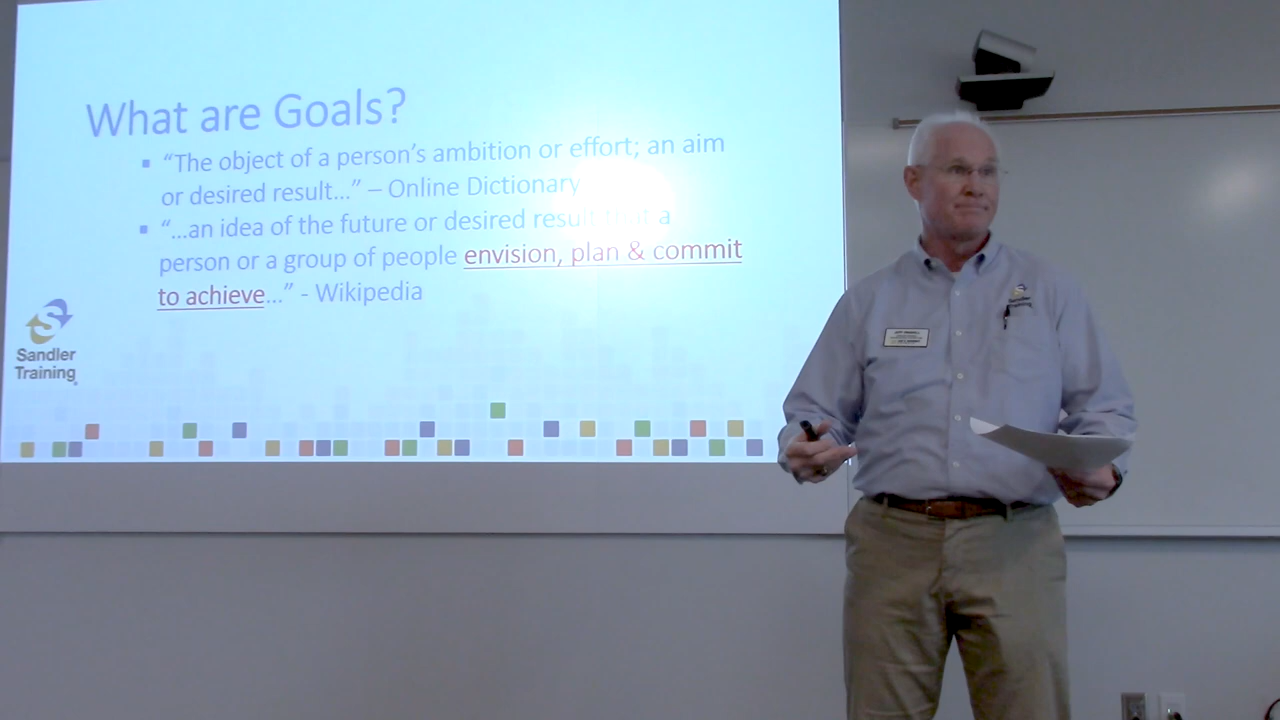 What are Goals?
▪ “The object of a person’s ambition or effort; an aim
or desired result…” – Online Dictionary
▪ “…an idea of the future or desired result that a
person or a group of people envision, plan & commit
to achieve…” - Wikipedia
Sandler
Training
Sandler
Training